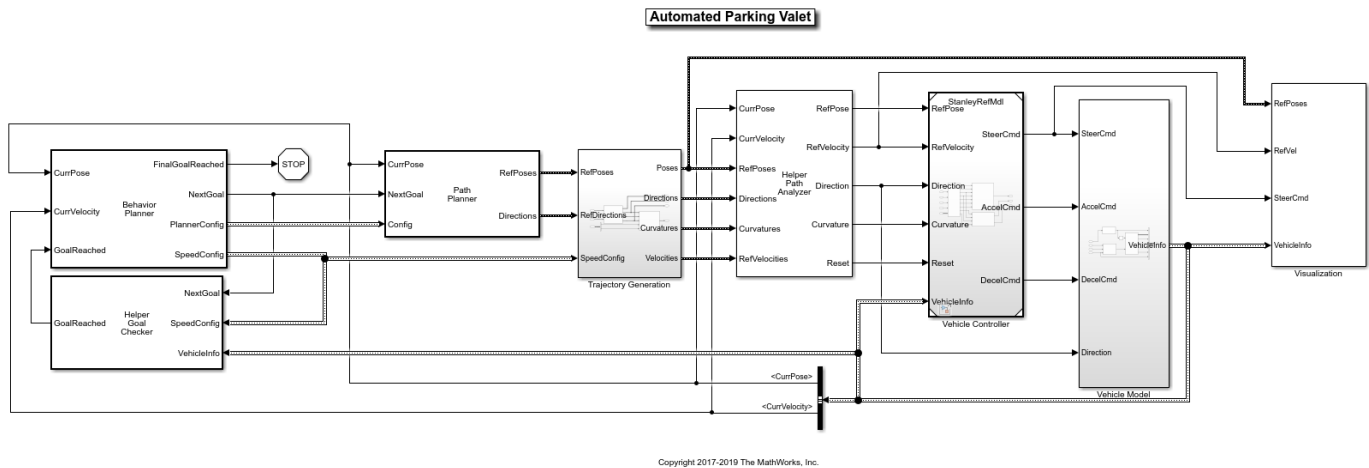 Automated Parking Valet
CurrPose
CurrVelocity
GoalReached
Behavior
Planner
FinalGoalReached
NextGoal
PlannerConfig
SpeedConfig
STOP
GoalReached
Helper
Goal
Checker
NextGoal
SpeedConfig
VehicleInfo
CurrPose
NextGoal
Config
Path
Planner
RefPoses
Directions
RefPoses
RefDirections
SpeedConfig
Poses
Directions
Curvatures
Velocities
Trajectory Generation
CurrPose
CurrVelocity
RefPoses
Directions
Curvatures
RefVelocities
Helper
Path
Analyzer
RefPose
RefVelocity
Direction
Curvature
Reset
StanleyRefMdl
RefPose
RefVelocity
Direction
Curvature
Reset
VehicleInfo
SteerCmd
AccelCmd
DecelCmd
Vehicle Controller
SteerCmd
AccelCmd
DecelCmd
Direction
VehicleInfo
Vehicle Model
RefPoses
RefVel
SteerCmd
VehicleInfo
Visualization
<CurrPose>
<CurrVelocity>
Copyright 2017-2019 The MathWorks, Inc.